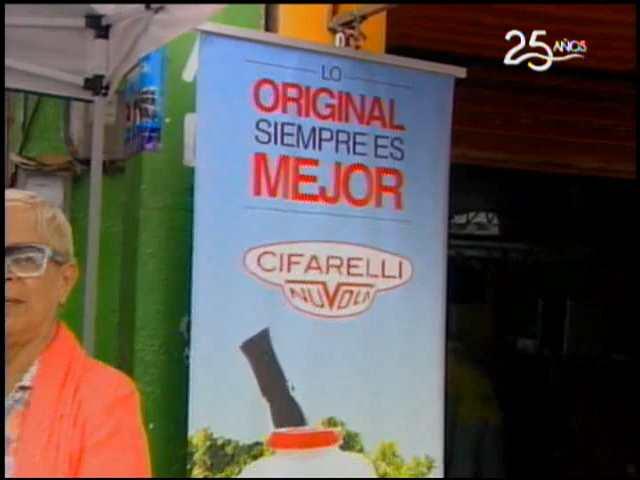 25 AÑOS
LO
ORIGINAL
SIEMPRE ES
MEJOR
CIFARELLI
NUVOLA